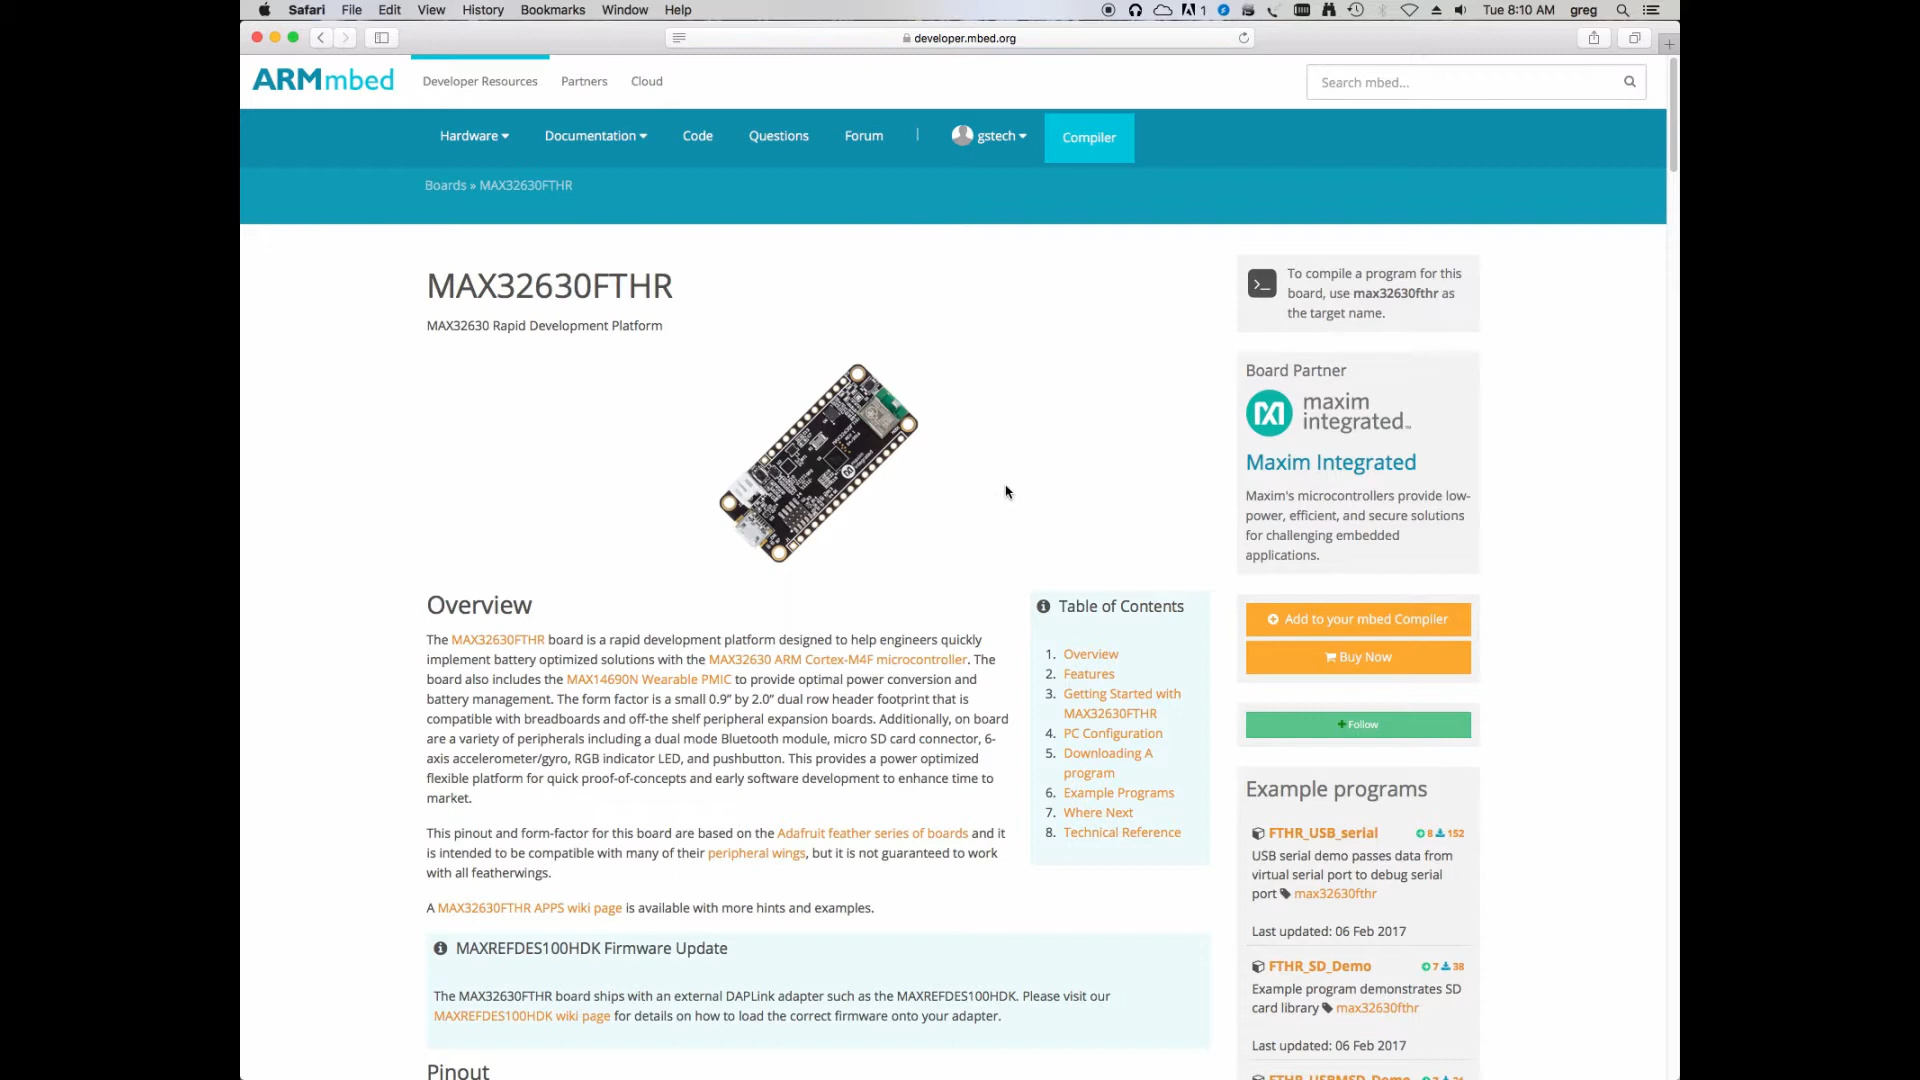 Safari File Edit View History Bookmarks Window Help
1
Tue 8:10 AM greg
developer.mbed.org
ARMmbed
Developer Resources Partners Cloud
Search mbed...
Hardware Documentation Code Questions Forum | gstech Compiler
Boards » MAX32630FTHR
MAX32630FTHR
MAX32630 Rapid Development Platform
Overview
The MAX32630FTHR board is a rapid development platform designed to help engineers quickly
implement battery optimized solutions with the MAX32630 ARM Cortex-M4F microcontroller. The
board also includes the MAX14690N Wearable PMIC to provide optimal power conversion and
battery management. The form factor is a small 0.9” by 2.0” dual row header footprint that is
compatible with breadboards and off-the shelf peripheral expansion boards. Additionally, on board
are a variety of peripherals including a dual mode Bluetooth module, micro SD card connector, 6-
axis accelerometer/gyro, RGB indicator LED, and pushbutton. This provides a power optimized
flexible platform for quick proof-of-concepts and early software development to enhance time to
market.
This pinout and form-factor for this board are based on the Adafruit feather series of boards and it
is intended to be compatible with many of their peripheral wings, but it is not guaranteed to work
with all featherwings.
A MAX32630FTHR APPS wiki page is available with more hints and examples.
MAXREFDES100HDK Firmware Update
The MAX32630FTHR board ships with an external DAPLink adapter such as the MAXREFDES100HDK. Please visit our
MAXREFDES100HDK wiki page for details on how to load the correct firmware onto your adapter.
Pinout
Table of Contents
1. Overview
2. Features
3. Getting Started with
MAX32630FTHR
4. PC Configuration
5. Downloading A
program
6. Example Programs
7. Where Next
8. Technical Reference
To compile a program for this
board, use max32630fthr as
the target name.
Board Partner
maxim
integrated™
Maxim Integrated
Maxim's microcontrollers provide low-
power, efficient, and secure solutions
for challenging embedded
applications.
Add to your mbed Compiler
Buy Now
Follow
Example programs
FTHR_USB_serial 8 152
USB serial demo passes data from
virtual serial port to debug serial
port max32630fthr
Last updated: 06 Feb 2017
FTHR_SD_Demo 7 38
Example program demonstrates SD
card library max32630fthr
Last updated: 06 Feb 2017